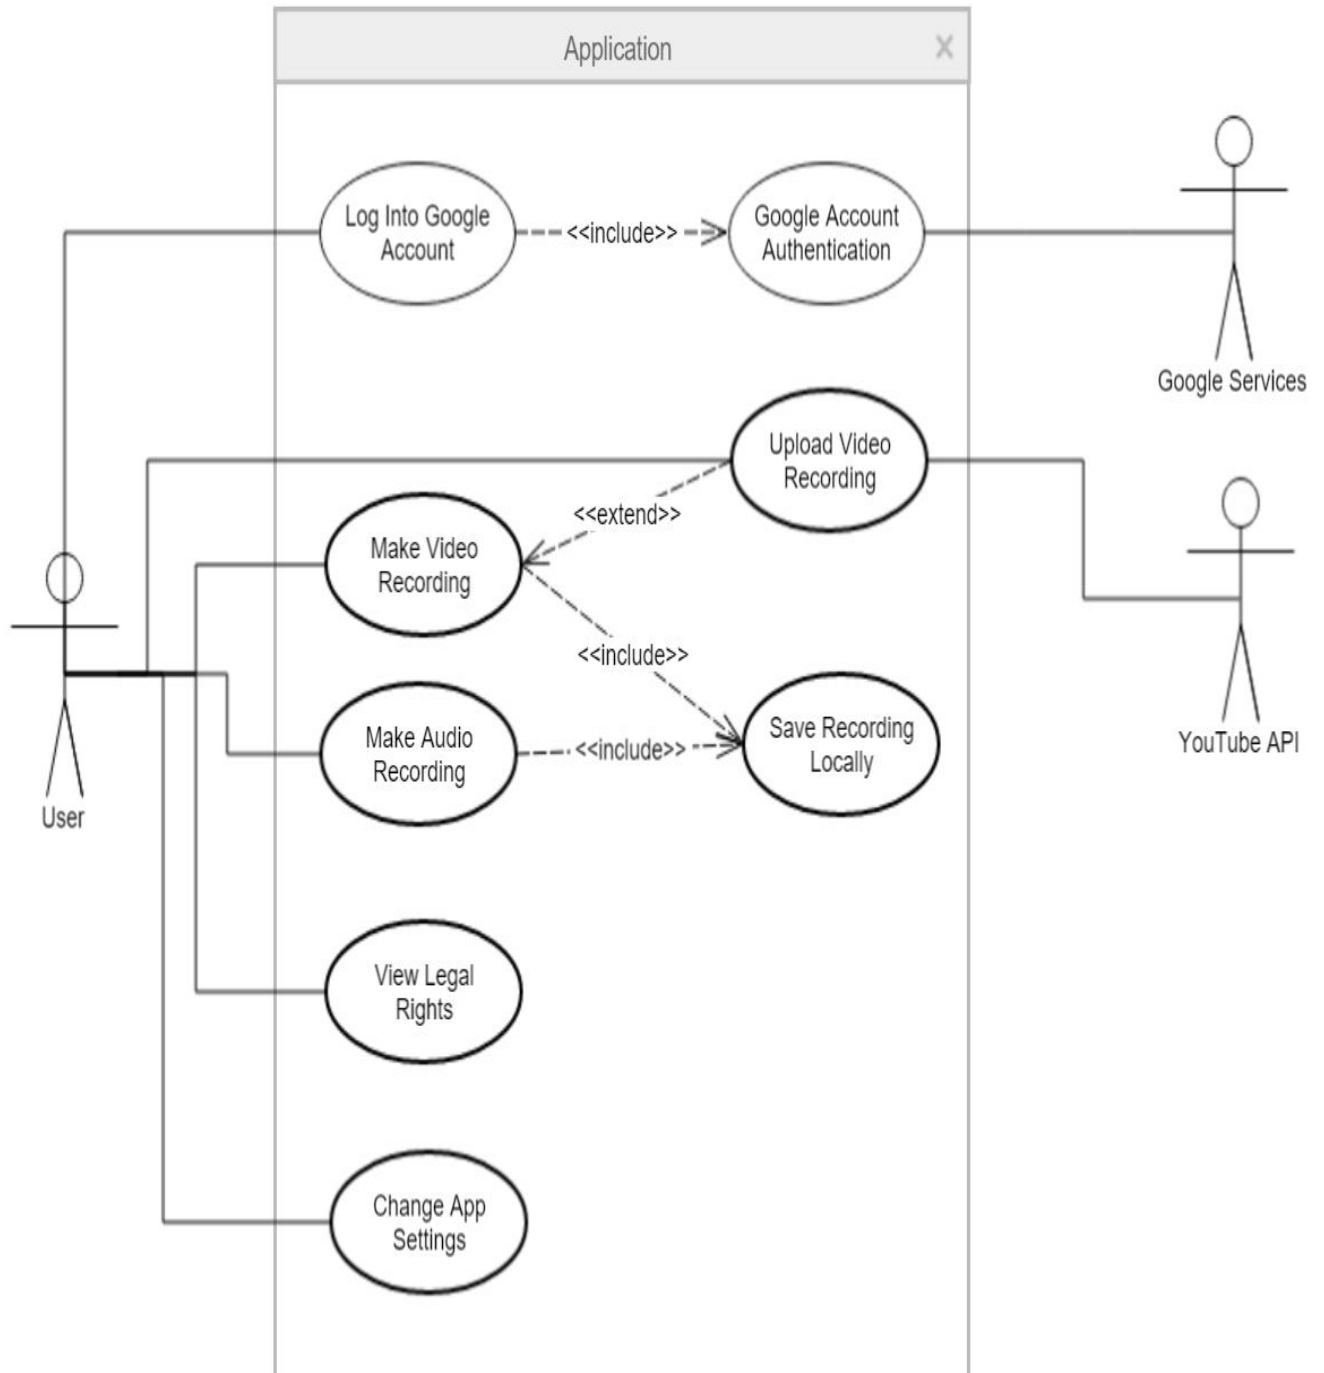 Application
Log Into Google
Account
<<include>>
Google Account
Authentication
Google Services
Upload Video
Recording
<<extend>>
Make Video
Recording
<<include>>
Make Audio
Recording
<<include>>
Save Recording
Locally
YouTube API
User
View Legal
Rights
Change App
Settings